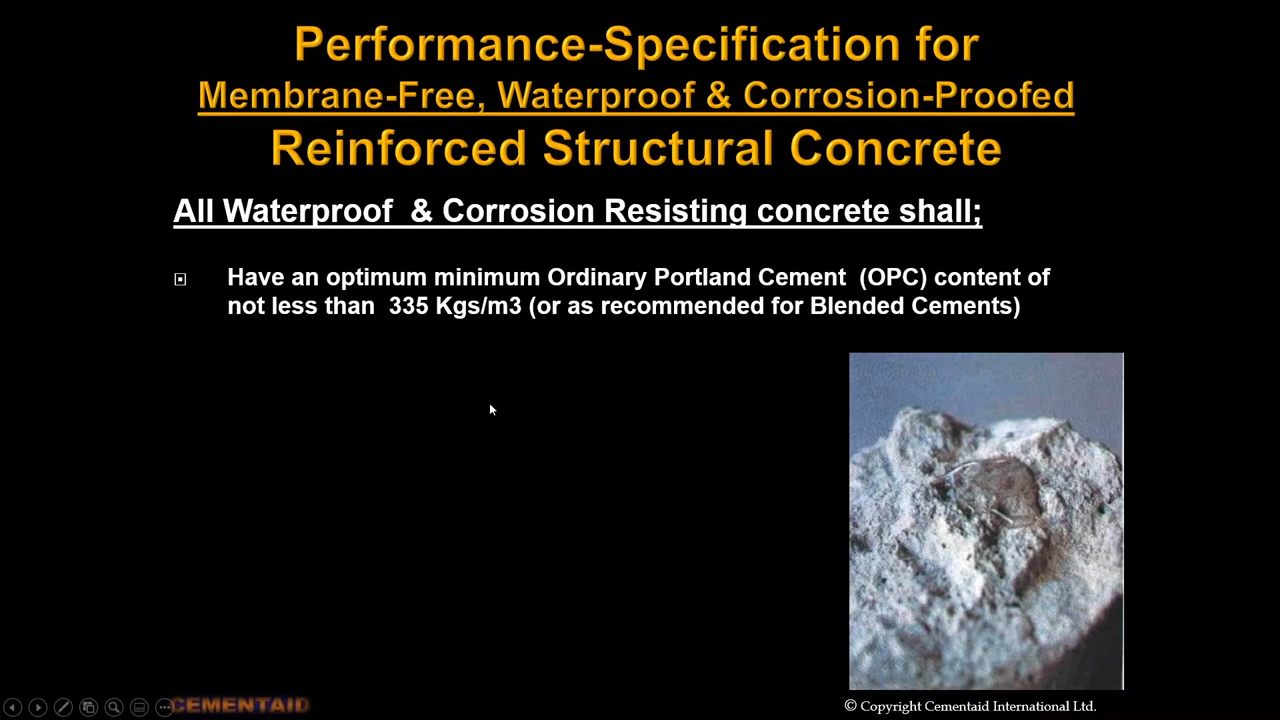 Performance-Specification for
Membrane-Free, Waterproof & Corrosion-Proofed
Reinforced Structural Concrete
All Waterproof & Corrosion Resisting concrete shall;
Have an optimum minimum Ordinary Portland Cement (OPC) content of
not less than 335 Kgs/m3 (or as recommended for Blended Cements)
CEMENTAID
© Copyright Cementaid International Ltd.